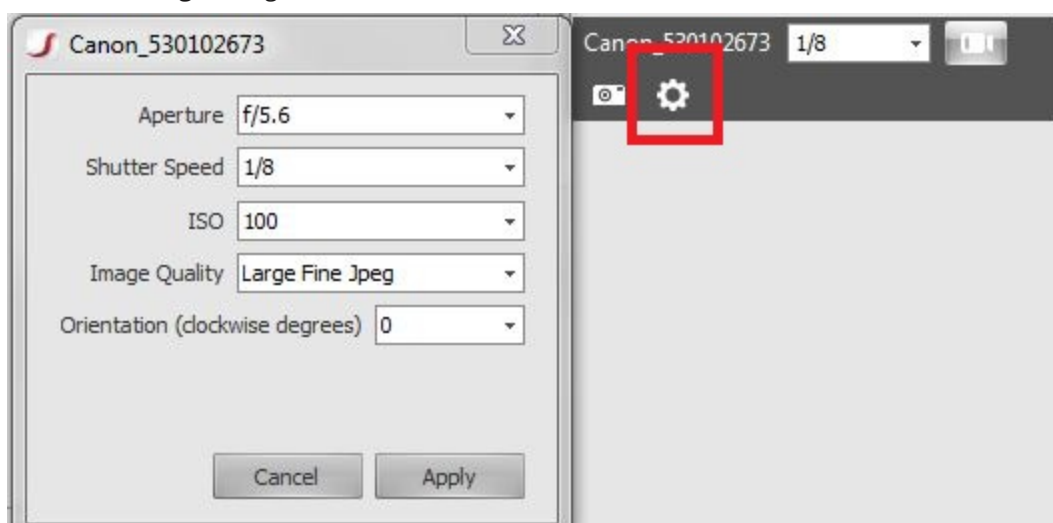 Canon_530102673
Aperture f/5.6
Shutter Speed 1/8
ISO 100
Image Quality Large Fine Jpeg
Orientation (clockwise degrees) 0
Cancel Apply
Canon_530102673 1/8